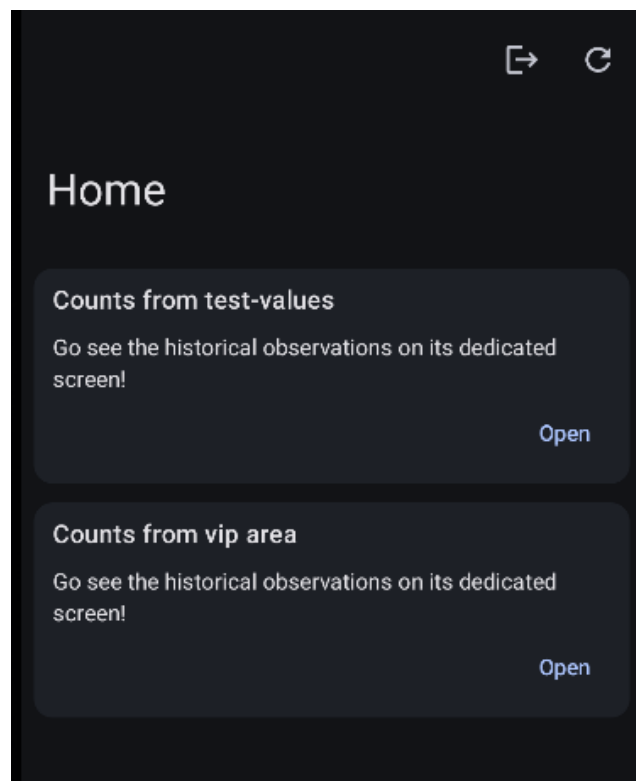 Home
Counts from test-values
Go see the historical observations on its dedicated
screen!
Open
Counts from vip area
Go see the historical observations on its dedicated
screen!
Open